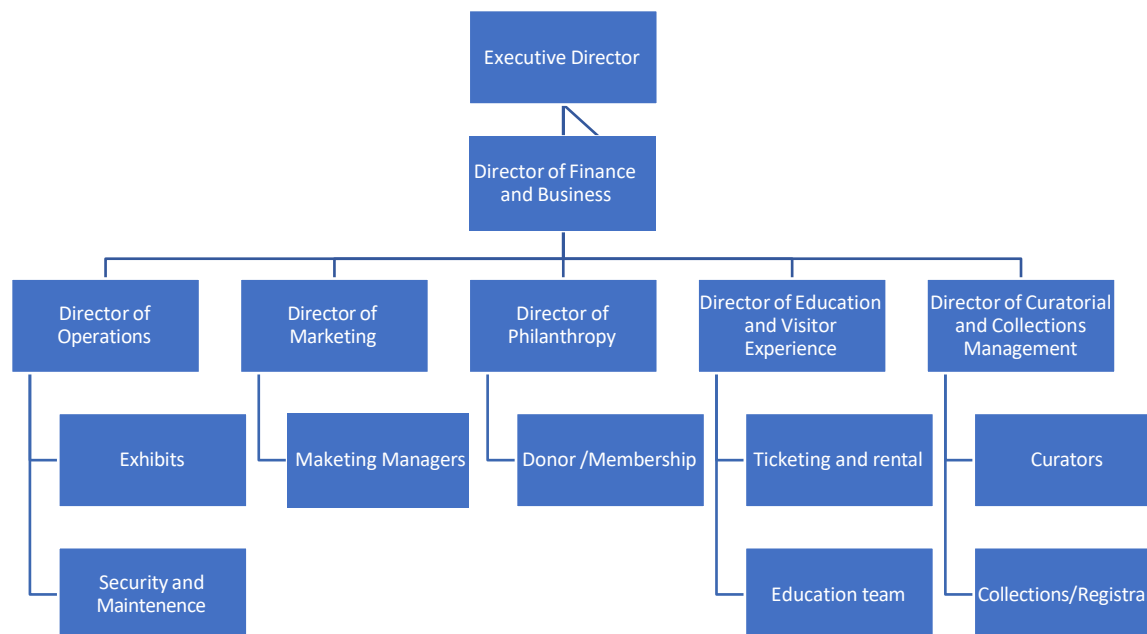 Executive Director
Director of Finance
and Business
Director of
Operations
Director of
Marketing
Director of
Philanthropy
Director of Education
and Visitor
Experience
Director of Curatorial
and Collections
Management
Exhibits
Maketing Managers
Donor /Membership
Ticketing and rental
Curators
Security and
Maintenence
Education team
Collections/Registra